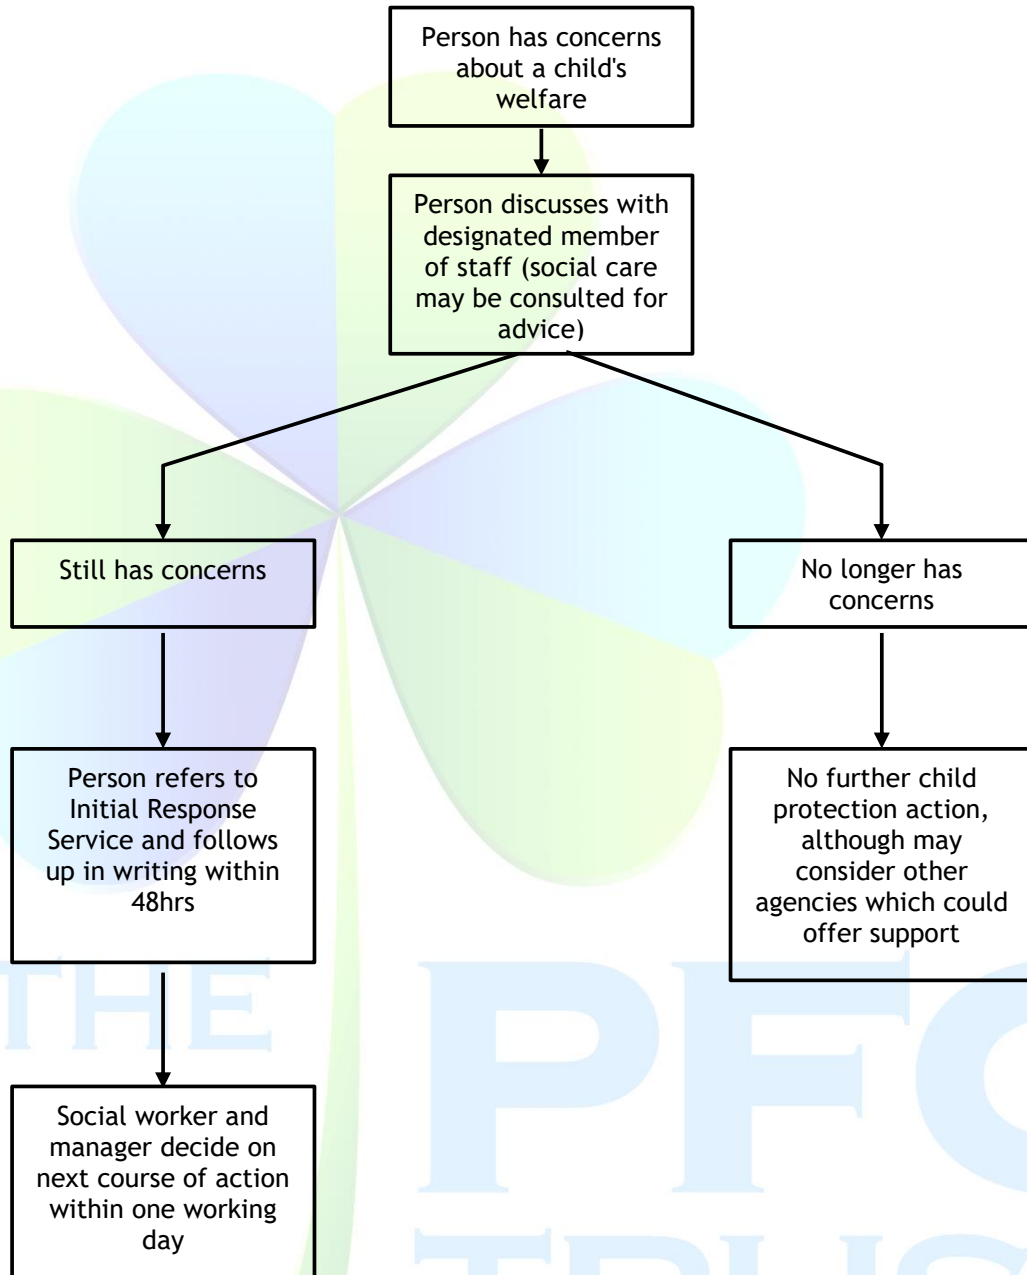 Person has concerns
about a child's
welfare
Person discusses with
designated member
of staff (social care
may be consulted for
advice)
Still has concerns
No longer has
concerns
Person refers to
Initial Response
Service and follows
up in writing within
48hrs
No further child
protection action,
although may
consider other
agencies which could
offer support
THE
PFC
TRUS
Social worker and
manager decide on
next course of action
within one working
day